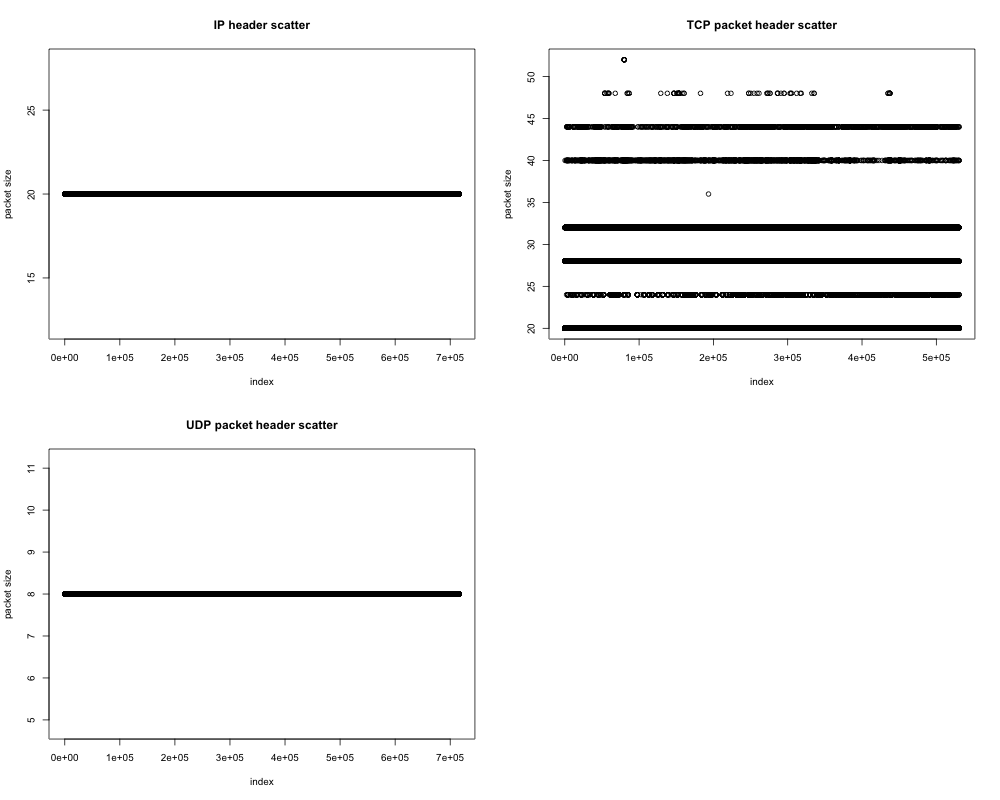 IP header scatter
packet size
25
20
15
0e+00 1e+05 2e+05 3e+05 4e+05 5e+05 6e+05 7e+05
index
TCP packet header scatter
packet size
50
45
40
35
30
25
20
0e+00 1e+05 2e+05 3e+05 4e+05 5e+05
index
UDP packet header scatter
packet size
11
10
9
8
7
6
5
0e+00 1e+05 2e+05 3e+05 4e+05 5e+05 6e+05 7e+05
index